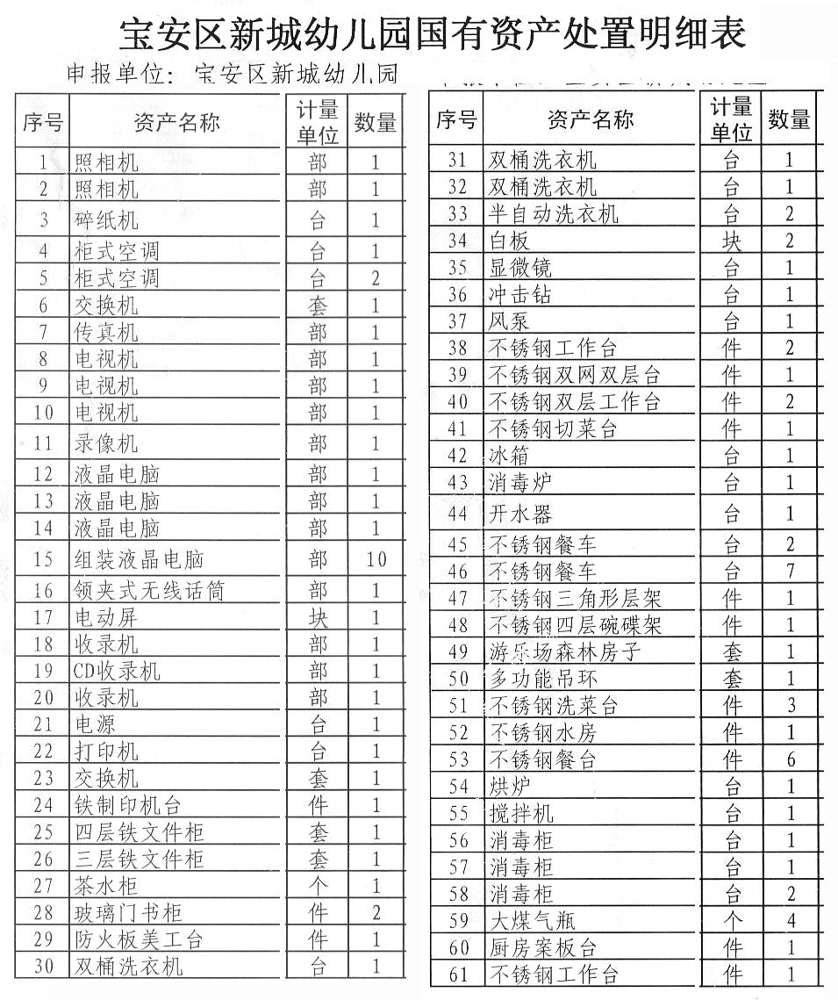 宝安区新城幼儿园国有资产处置明细表
申报单位：宝安区新城幼儿园
序号 资产名称 计量单位 数量
1 照相机 部 1
2 照相机 部 1
3 碎纸机 台 1
4 柜式空调 台 1
5 柜式空调 台 2
6 交换机 套 1
7 传真机 部 1
8 电视机 部 1
9 电视机 部 1
10 电视机 部 1
11 录像机 部 1
12 液晶电脑 部 1
13 液晶电脑 部 1
14 液晶电脑 部 1
15 组装液晶电脑 部 10
16 领夹式无线话筒 部 1
17 电动屏 块 1
18 收录机 部 1
19 CD收录机 部 1
20 收录机 部 1
21 电源 台 1
22 打印机 台 1
23 交换机 套 1
24 铁制印机台 件 1
25 四层铁文件柜 套 1
26 三层铁文件柜 套 1
27 茶水柜 个 1
28 玻璃门书柜 件 2
29 防火板美工台 件 1
30 双桶洗衣机 台 1
序号 资产名称 计量单位 数量
31 双桶洗衣机 台 1
32 双桶洗衣机 台 1
33 半自动洗衣机 台 2
34 白板 块 2
35 显微镜 台 1
36 冲击钻 台 1
37 风泵 台 1
38 不锈钢工作台 件 2
39 不锈钢双网双层台 件 1
40 不锈钢双层工作台 件 2
41 不锈钢切菜台 件 1
42 冰箱 台 1
43 消毒炉 台 1
44 开水器 台 1
45 不锈钢餐车 台 2
46 不锈钢餐车 台 7
47 不锈钢三角形层架 件 1
48 不锈钢四层碗碟架 件 1
49 游乐场森林房子 套 1
50 多功能吊环 套 1
51 不锈钢洗菜台 件 3
52 不锈钢水房 件 1
53 不锈钢餐台 件 6
54 烘炉 台 1
55 搅拌机 台 1
56 消毒柜 台 1
57 消毒柜 台 1
58 消毒柜 台 2
59 大煤气瓶 个 4
60 厨房案板台 件 1
61 不锈钢工作台 件 1